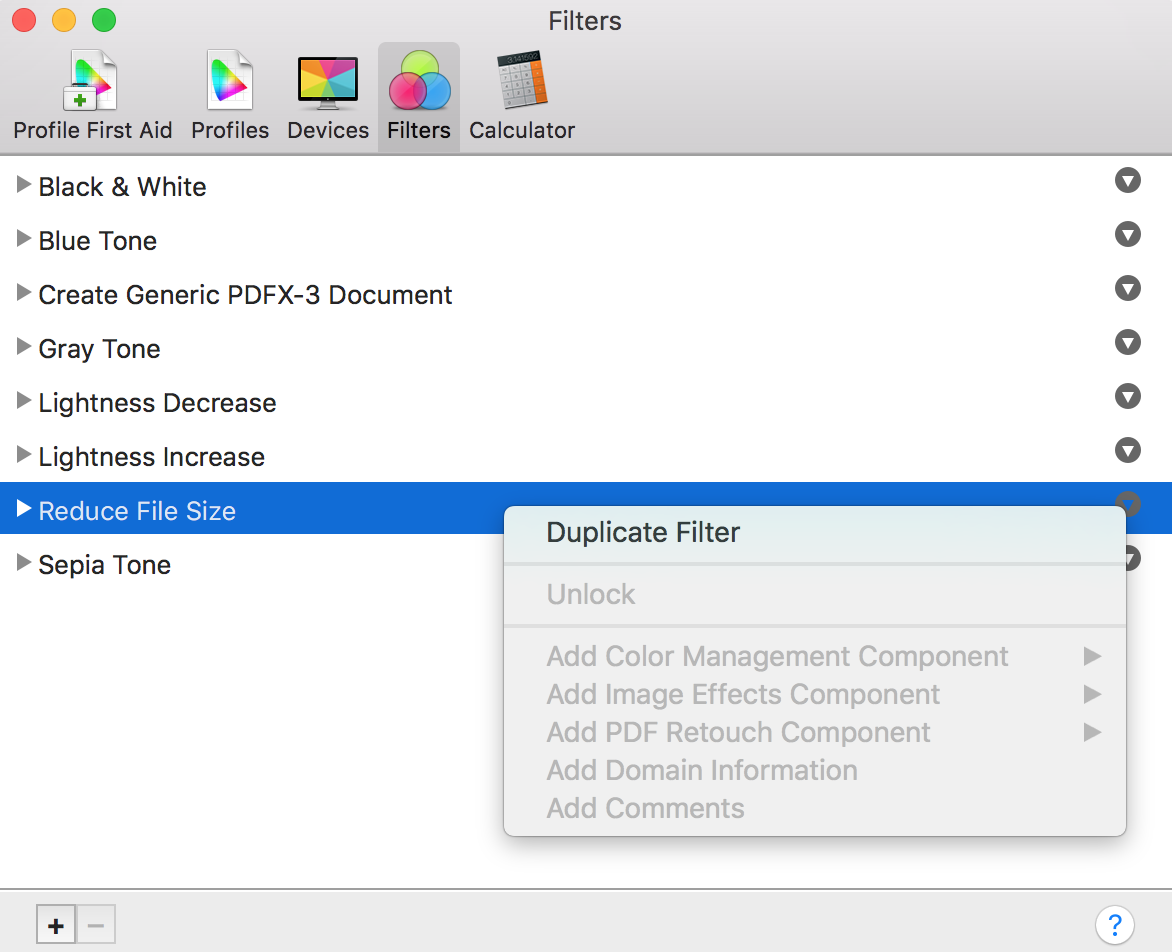 Filters
Profile First Aid Profiles Devices Filters Calculator
Black & White
Blue Tone
Create Generic PDFX-3 Document
Gray Tone
Lightness Decrease
Lightness Increase
Reduce File Size
Sepia Tone
Duplicate Filter
Unlock
Add Color Management Component
Add Image Effects Component
Add PDF Retouch Component
Add Domain Information
Add Comments
+ −
?